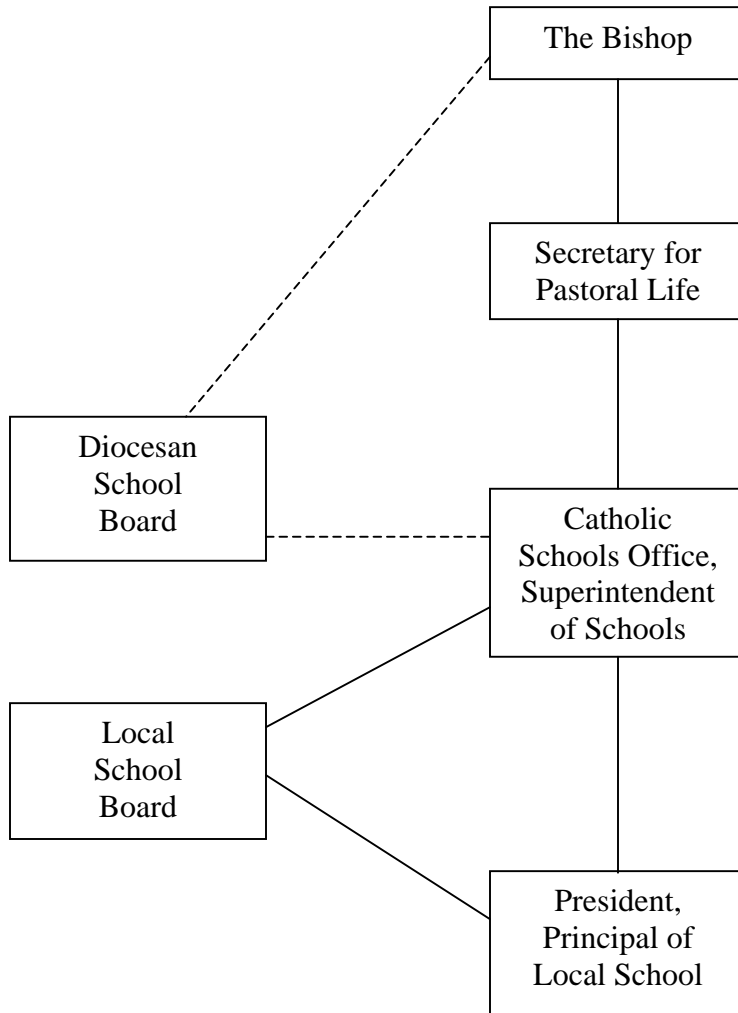 The Bishop
Secretary for
Pastoral Life
Diocesan
School
Board
Catholic
Schools Office,
Superintendent
of Schools
Local
School
Board
President,
Principal of
Local School